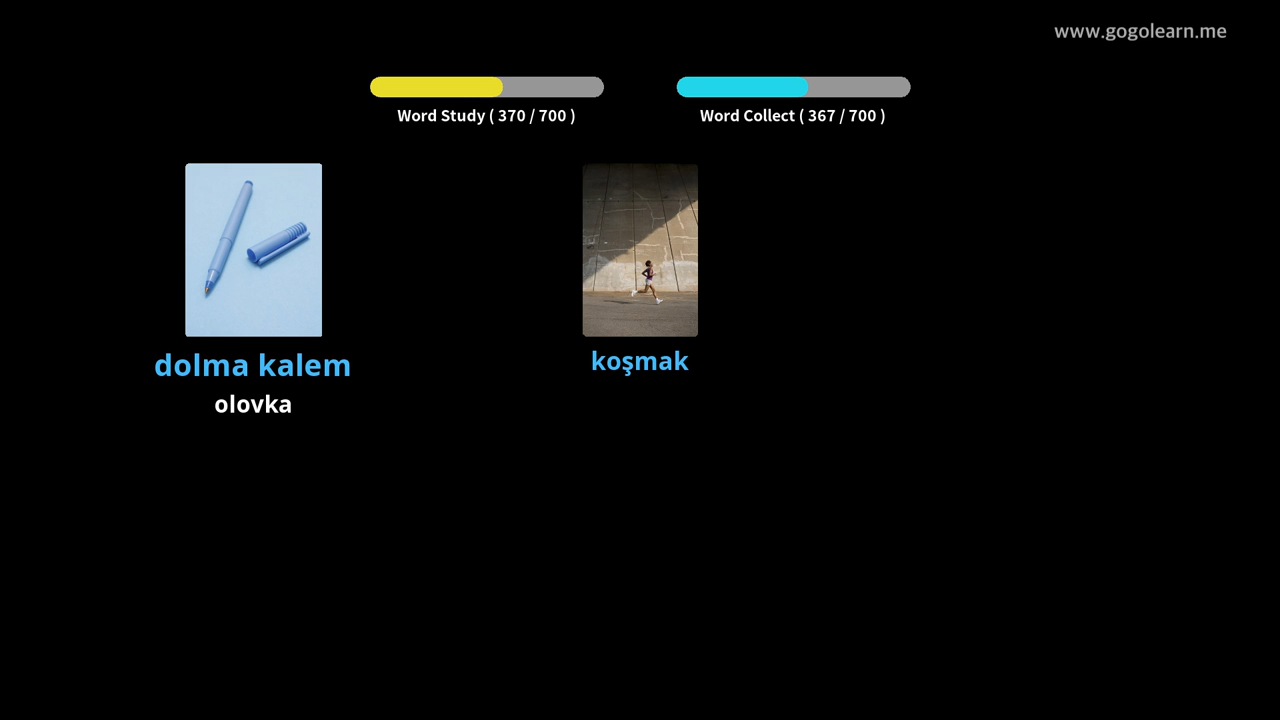 www.gogolearn.me
Word Study ( 370 / 700 )
Word Collect ( 367 / 700 )
dolma kalem
olovka
koşmak